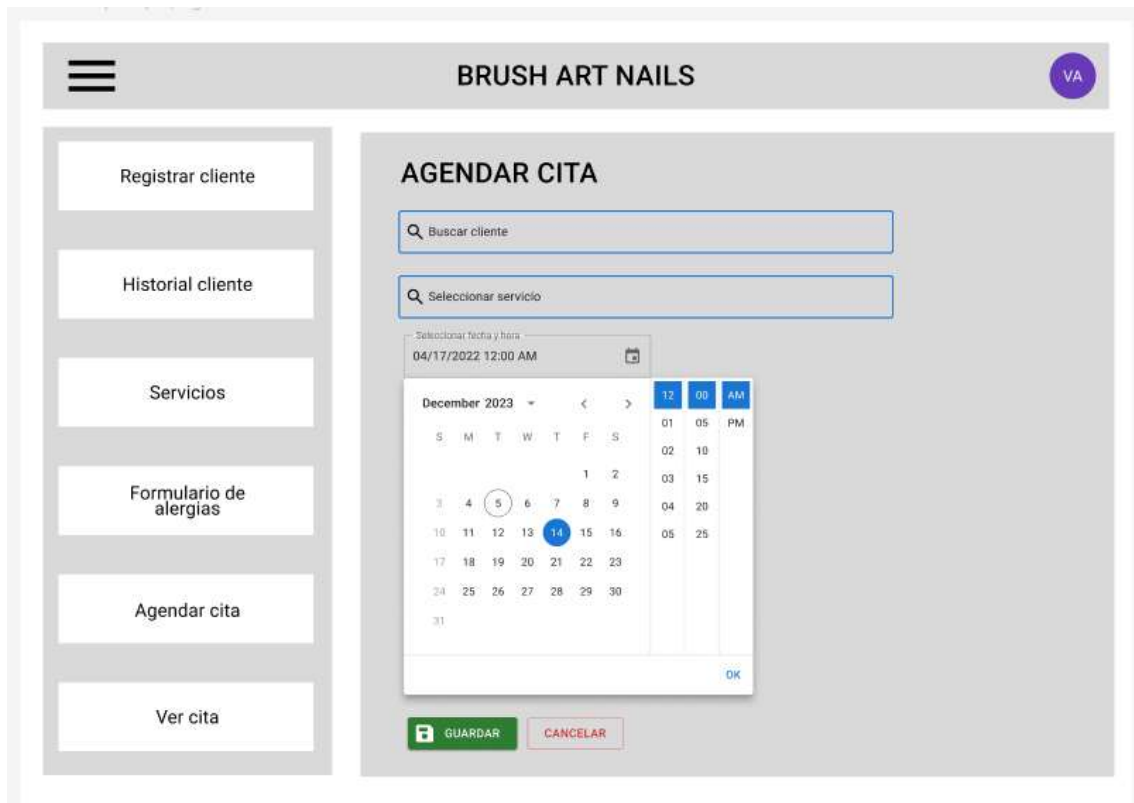 BRUSH ART NAILS
VA
Registrar cliente
Historial cliente
Servicios
Formulario de
alergias
Agendar cita
Ver cita
AGENDAR CITA
Buscar cliente
Seleccionar servicio
Seleccionar fecha y hora
04/17/2022 12:00 AM
December 2023
S M T W T F S
1 2
3 4 5 6 7 8 9
10 11 12 13 14 15 16
17 18 19 20 21 22 23
24 25 26 27 28 29 30
31
12 00 AM
01 05 PM
02 10
03 15
04 20
05 25
OK
GUARDAR
CANCELAR